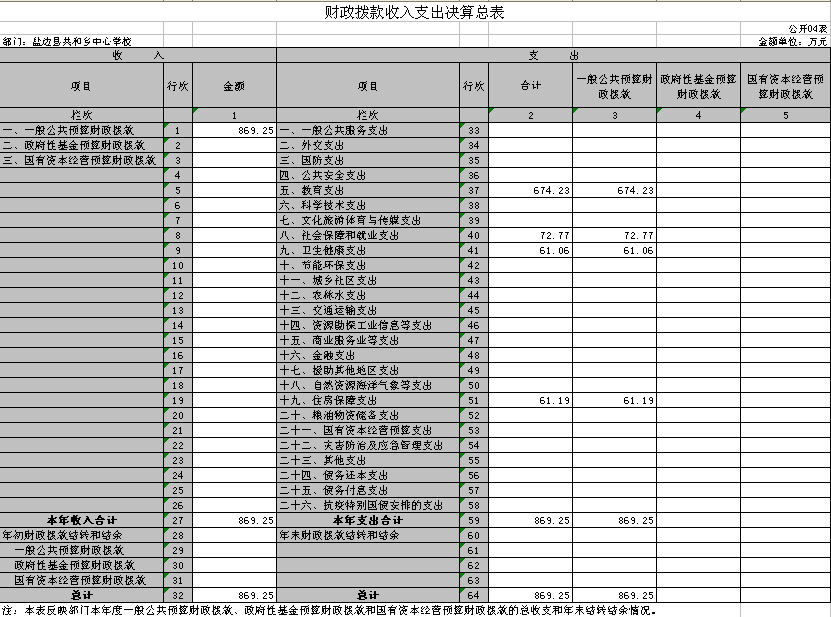 财政拨款收入支出决算总表
公开04表
部门：盐边县共和乡中心学校 金额单位：万元
收 入 支 出
项目 行次 金额 项目 行次 合计 一般公共预算财政拨款 政府性基金预算财政拨款 国有资本经营预算财政拨款
栏次 1 栏次 2 3 4 5
一、一般公共预算财政拨款 1 869.25 一、一般公共服务支出 33
二、政府性基金预算财政拨款 2 二、外交支出 34
三、国有资本经营预算财政拨款 3 三、国防支出 35
4 四、公共安全支出 36
5 五、教育支出 37 674.23 674.23
6 六、科学技术支出 38
7 七、文化旅游体育与传媒支出 39
8 八、社会保障和就业支出 40 72.77 72.77
9 九、卫生健康支出 41 61.06 61.06
10 十、节能环保支出 42
11 十一、城乡社区支出 43
12 十二、农林水支出 44
13 十三、交通运输支出 45
14 十四、资源勘探工业信息等支出 46
15 十五、商业服务业等支出 47
16 十六、金融支出 48
17 十七、援助其他地区支出 49
18 十八、自然资源海洋气象等支出 50
19 十九、住房保障支出 51 61.19 61.19
20 二十、粮油物资储备支出 52
21 二十一、国有资本经营预算支出 53
22 二十二、灾害防治及应急管理支出 54
23 二十三、其他支出 55
24 二十四、债务还本支出 56
25 二十五、债务付息支出 57
26 二十六、抗疫特别国债安排的支出 58
本年收入合计 27 869.25 本年支出合计 59 869.25 869.25
年初财政拨款结转和结余 28 年末财政拨款结转和结余 60
一般公共预算财政拨款 29 61
政府性基金预算财政拨款 30 62
国有资本经营预算财政拨款 31 63
总计 32 869.25 总计 64 869.25 869.25
注：本表反映部门本年度一般公共预算财政拨款、政府性基金预算财政拨款和国有资本经营预算财政拨款的总收支和年末结转结余情况。